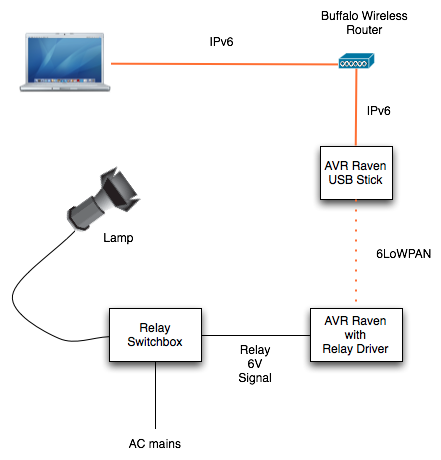 Buffalo Wireless
Router
IPv6
IPv6
AVR Raven
USB Stick
Lamp
6LoWPAN
Relay
Switchbox
AVR Raven
with
Relay Driver
Relay
6V
Signal
AC mains